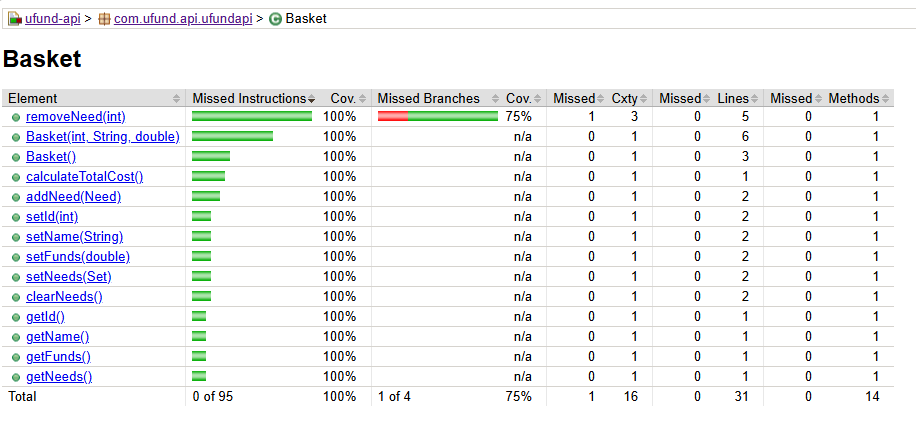 ufund-api > com.ufund.api.ufundapi > Basket
Basket
Element Missed Instructions Cov. Missed Branches Cov. Missed Cxty Missed Lines Missed Methods
removeNeed(int) 100% 75% 1 3 0 5 0 1
Basket(int, String, double) 100% n/a 0 1 0 6 0 1
Basket() 100% n/a 0 1 0 3 0 1
calculateTotalCost() 100% n/a 0 1 0 1 0 1
addNeed(Need) 100% n/a 0 1 0 2 0 1
setId(int) 100% n/a 0 1 0 2 0 1
setName(String) 100% n/a 0 1 0 2 0 1
setFunds(double) 100% n/a 0 1 0 2 0 1
setNeeds(Set) 100% n/a 0 1 0 2 0 1
clearNeeds() 100% n/a 0 1 0 2 0 1
getId() 100% n/a 0 1 0 1 0 1
getName() 100% n/a 0 1 0 1 0 1
getFunds() 100% n/a 0 1 0 1 0 1
getNeeds() 100% n/a 0 1 0 1 0 1
Total 0 of 95 100% 1 of 4 75% 1 16 0 31 0 14